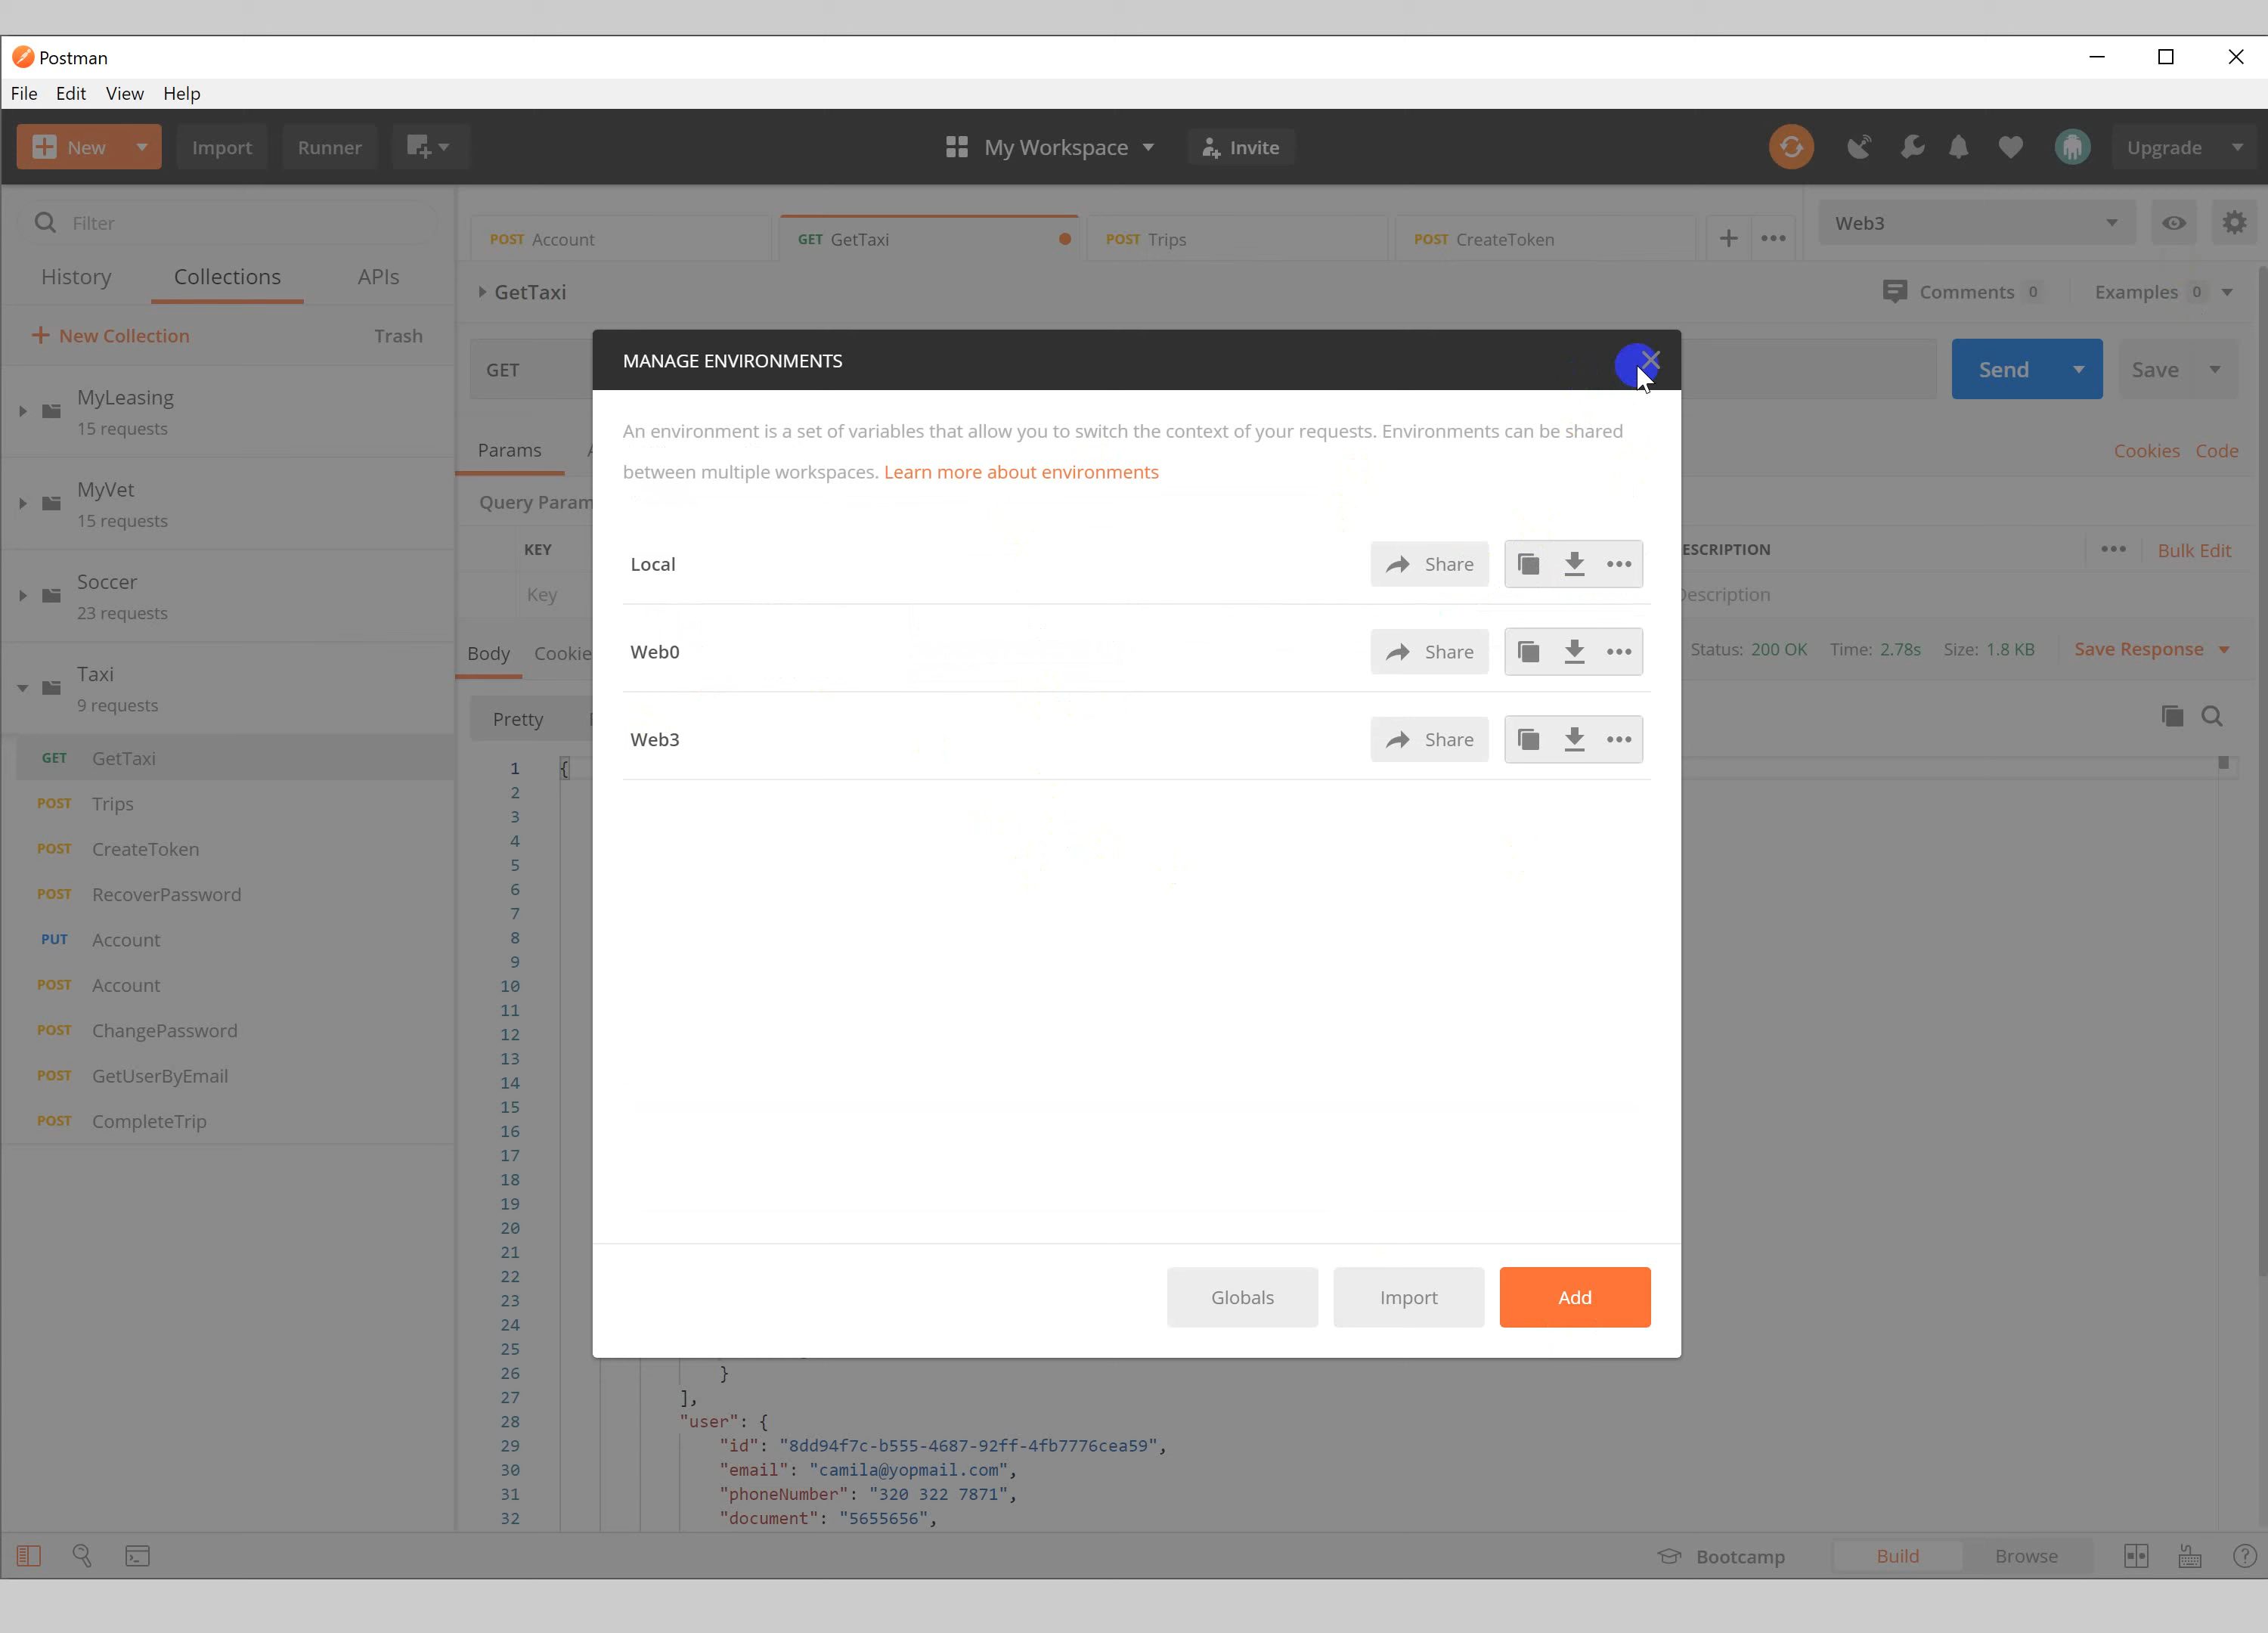 Postman
File Edit View Help
New Import Runner My Workspace Invite Upgrade
Filter
History Collections APIs
New Collection Trash
MyLeasing
15 requests
MyVet
15 requests
Soccer
23 requests
Taxi
9 requests
GET GetTaxi
POST Trips
POST CreateToken
POST RecoverPassword
PUT Account
POST Account
POST ChangePassword
POST GetUserByEmail
POST CompleteTrip
POST Account GET GetTaxi POST Trips POST CreateToken
Web3
GetTaxi
Comments 0 Examples 0
GET Send Save
Params Cookies Code
Query Param
KEY ESCRIPTION Bulk Edit
Key Description
Body Cookie Status: 200 OK Time: 2.78s Size: 1.8 KB Save Response
Pretty
MANAGE ENVIRONMENTS
An environment is a set of variables that allow you to switch the context of your requests. Environments can be shared
between multiple workspaces. Learn more about environments
Local Share
Web0 Share
Web3 Share
Globals Import Add
1 {
2
3
4
5
6
7
8
9
10
11
12
13
14
15
16
17
18
19
20
21
22
23
24
25
26 }
27 ],
28 "user": {
29 "id": "8dd94f7c-b555-4687-92ff-4fb7776cea59",
30 "email": "camila@yopmail.com",
31 "phoneNumber": "320 322 7871",
32 "document": "5655656",
Bootcamp Build Browse